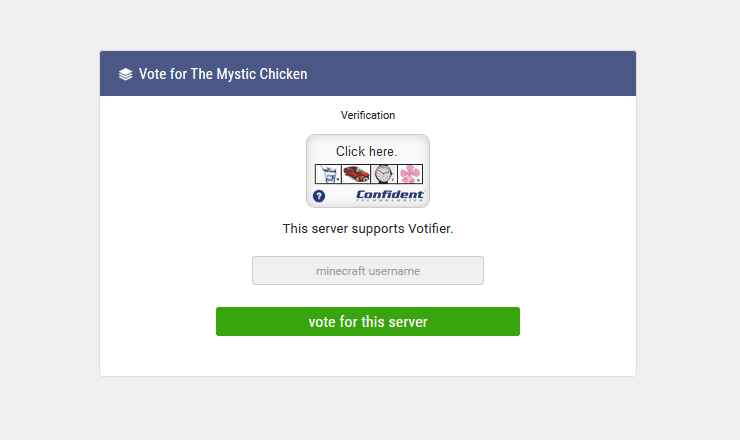 Vote for The Mystic Chicken
Verification
Click here.
?
Confident
TECHNOLOGIES
This server supports Votifier.
minecraft username
vote for this server